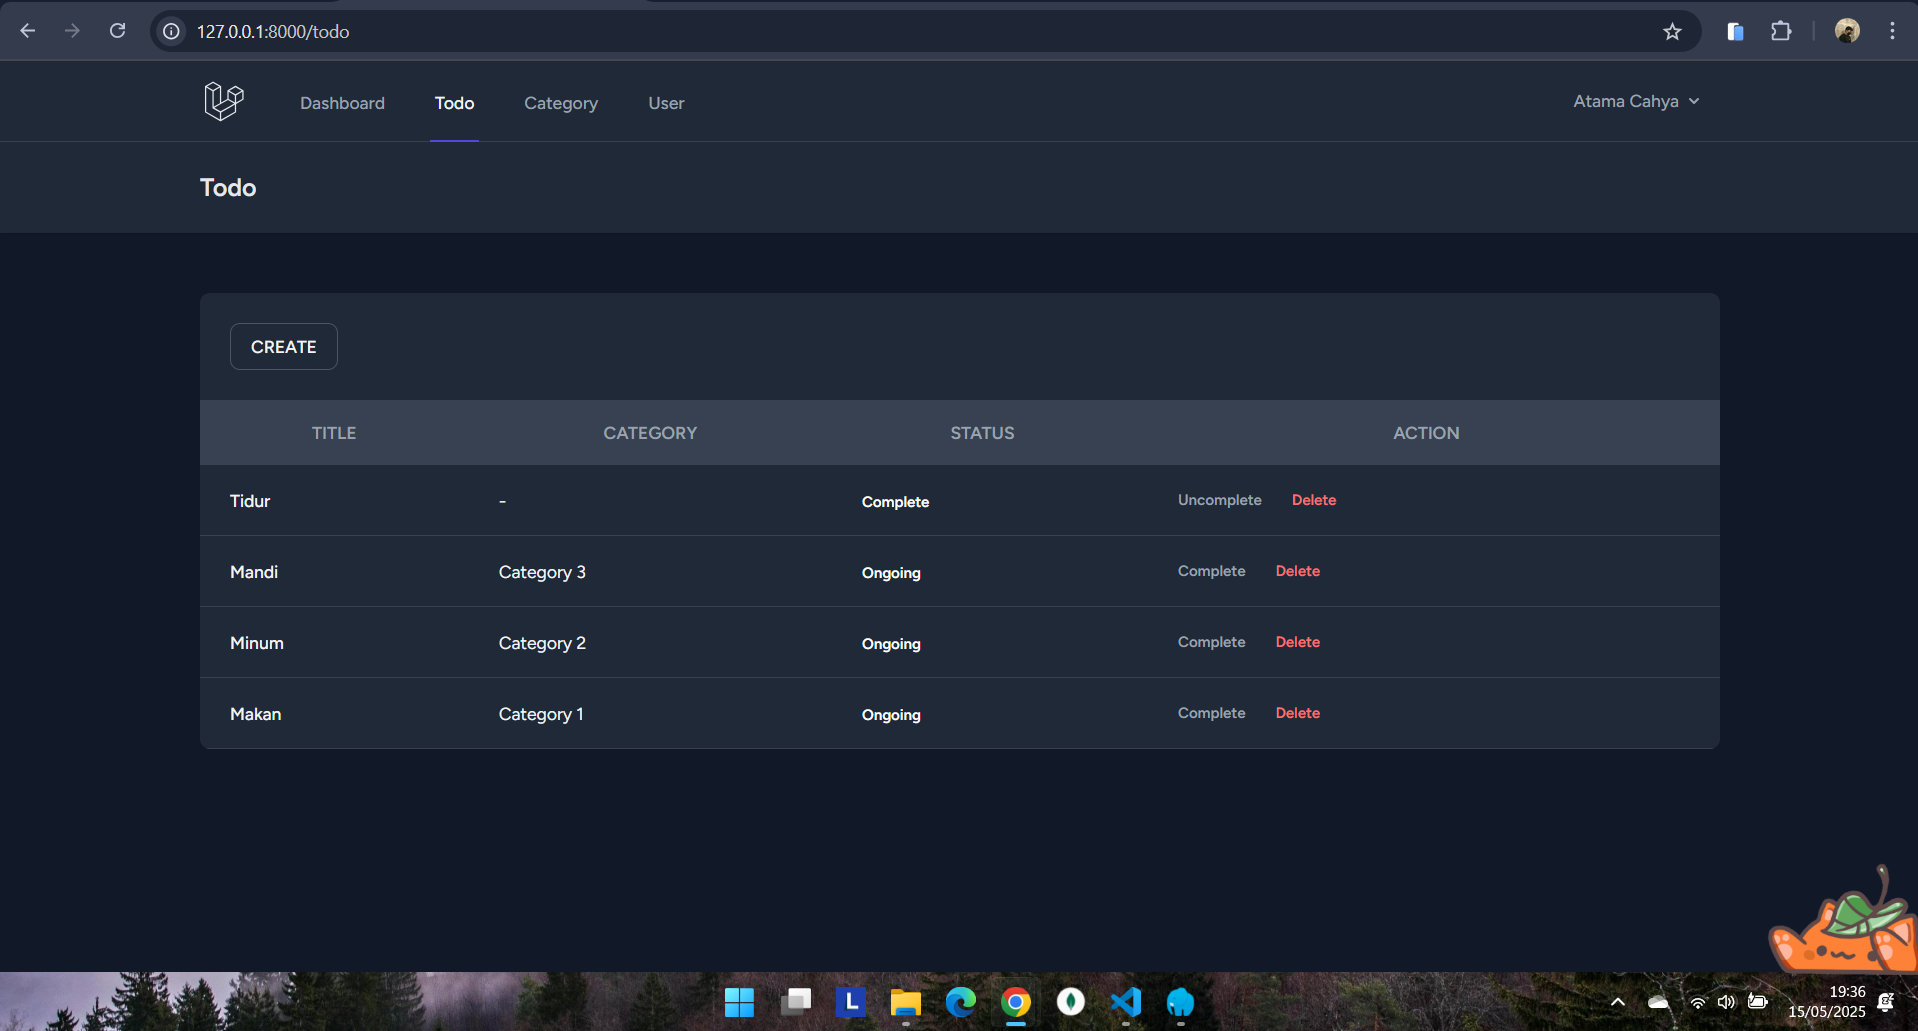 127.0.0.1:8000/todo
Dashboard Todo Category User Atama Cahya
Todo
CREATE
TITLE CATEGORY STATUS ACTION
Tidur - Complete Uncomplete Delete
Mandi Category 3 Ongoing Complete Delete
Minum Category 2 Ongoing Complete Delete
Makan Category 1 Ongoing Complete Delete
L
19:36
15/05/2025